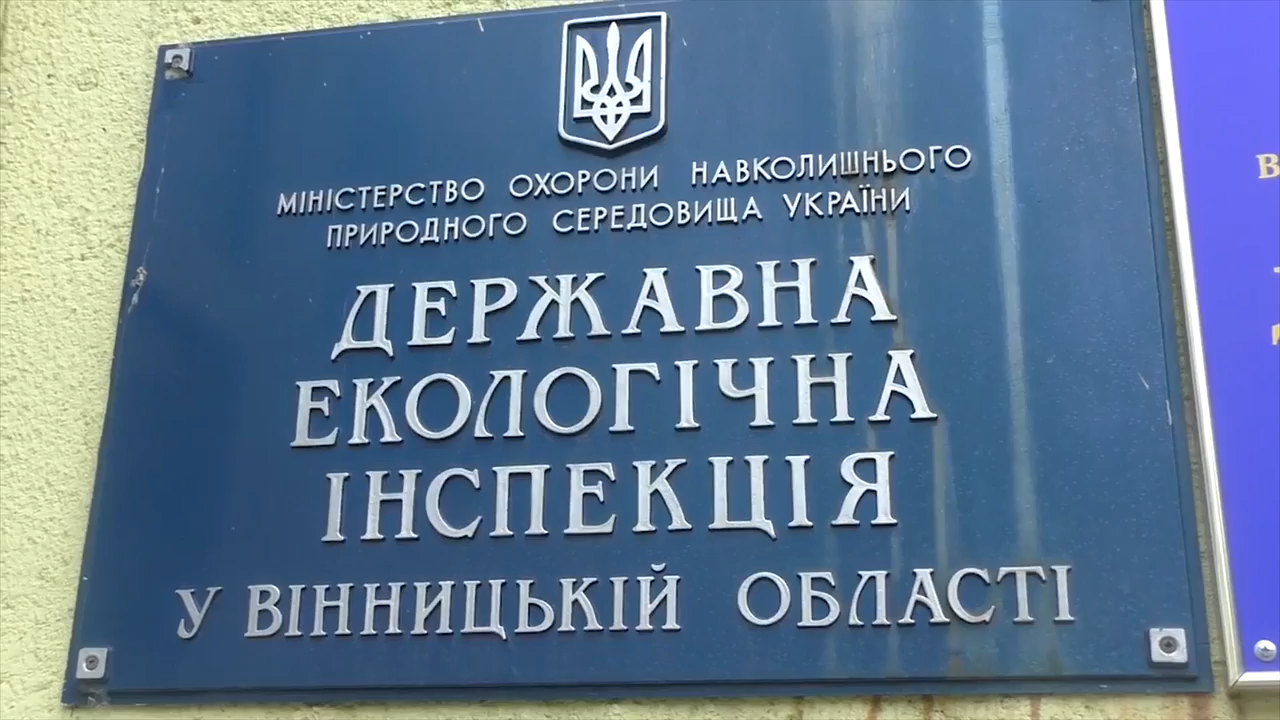 МІНІСТЕРСТВО ОХОРОНИ НАВКОЛИШНЬОГО
ПРИРОДНОГО СЕРЕДОВИЩА УКРАЇНИ
ДЕРЖАВНА
ЕКОЛОГІЧНА
ІНСПЕКЦІЯ
У ВІННИЦЬКІЙ ОБЛАСТІ